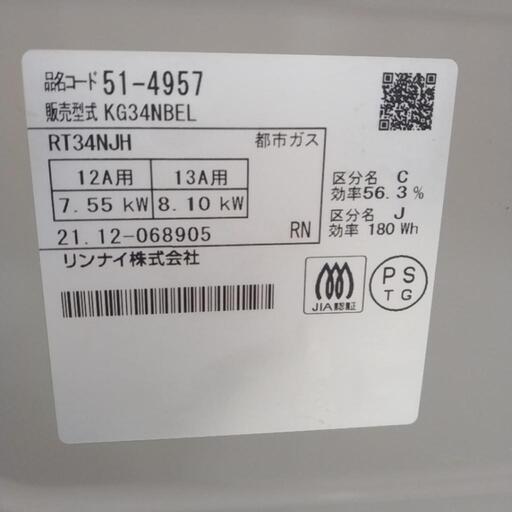 品名コード 51-4957
販売型式 KG34NBEL
RT34NJH 都市ガス
12A用 13A用
7.55 kW 8.10 kW
21.12-068905 RN
リンナイ株式会社
区分名 C
効率56.3%
区分名 J
効率 180 Wh
JIA認証
PS
TG